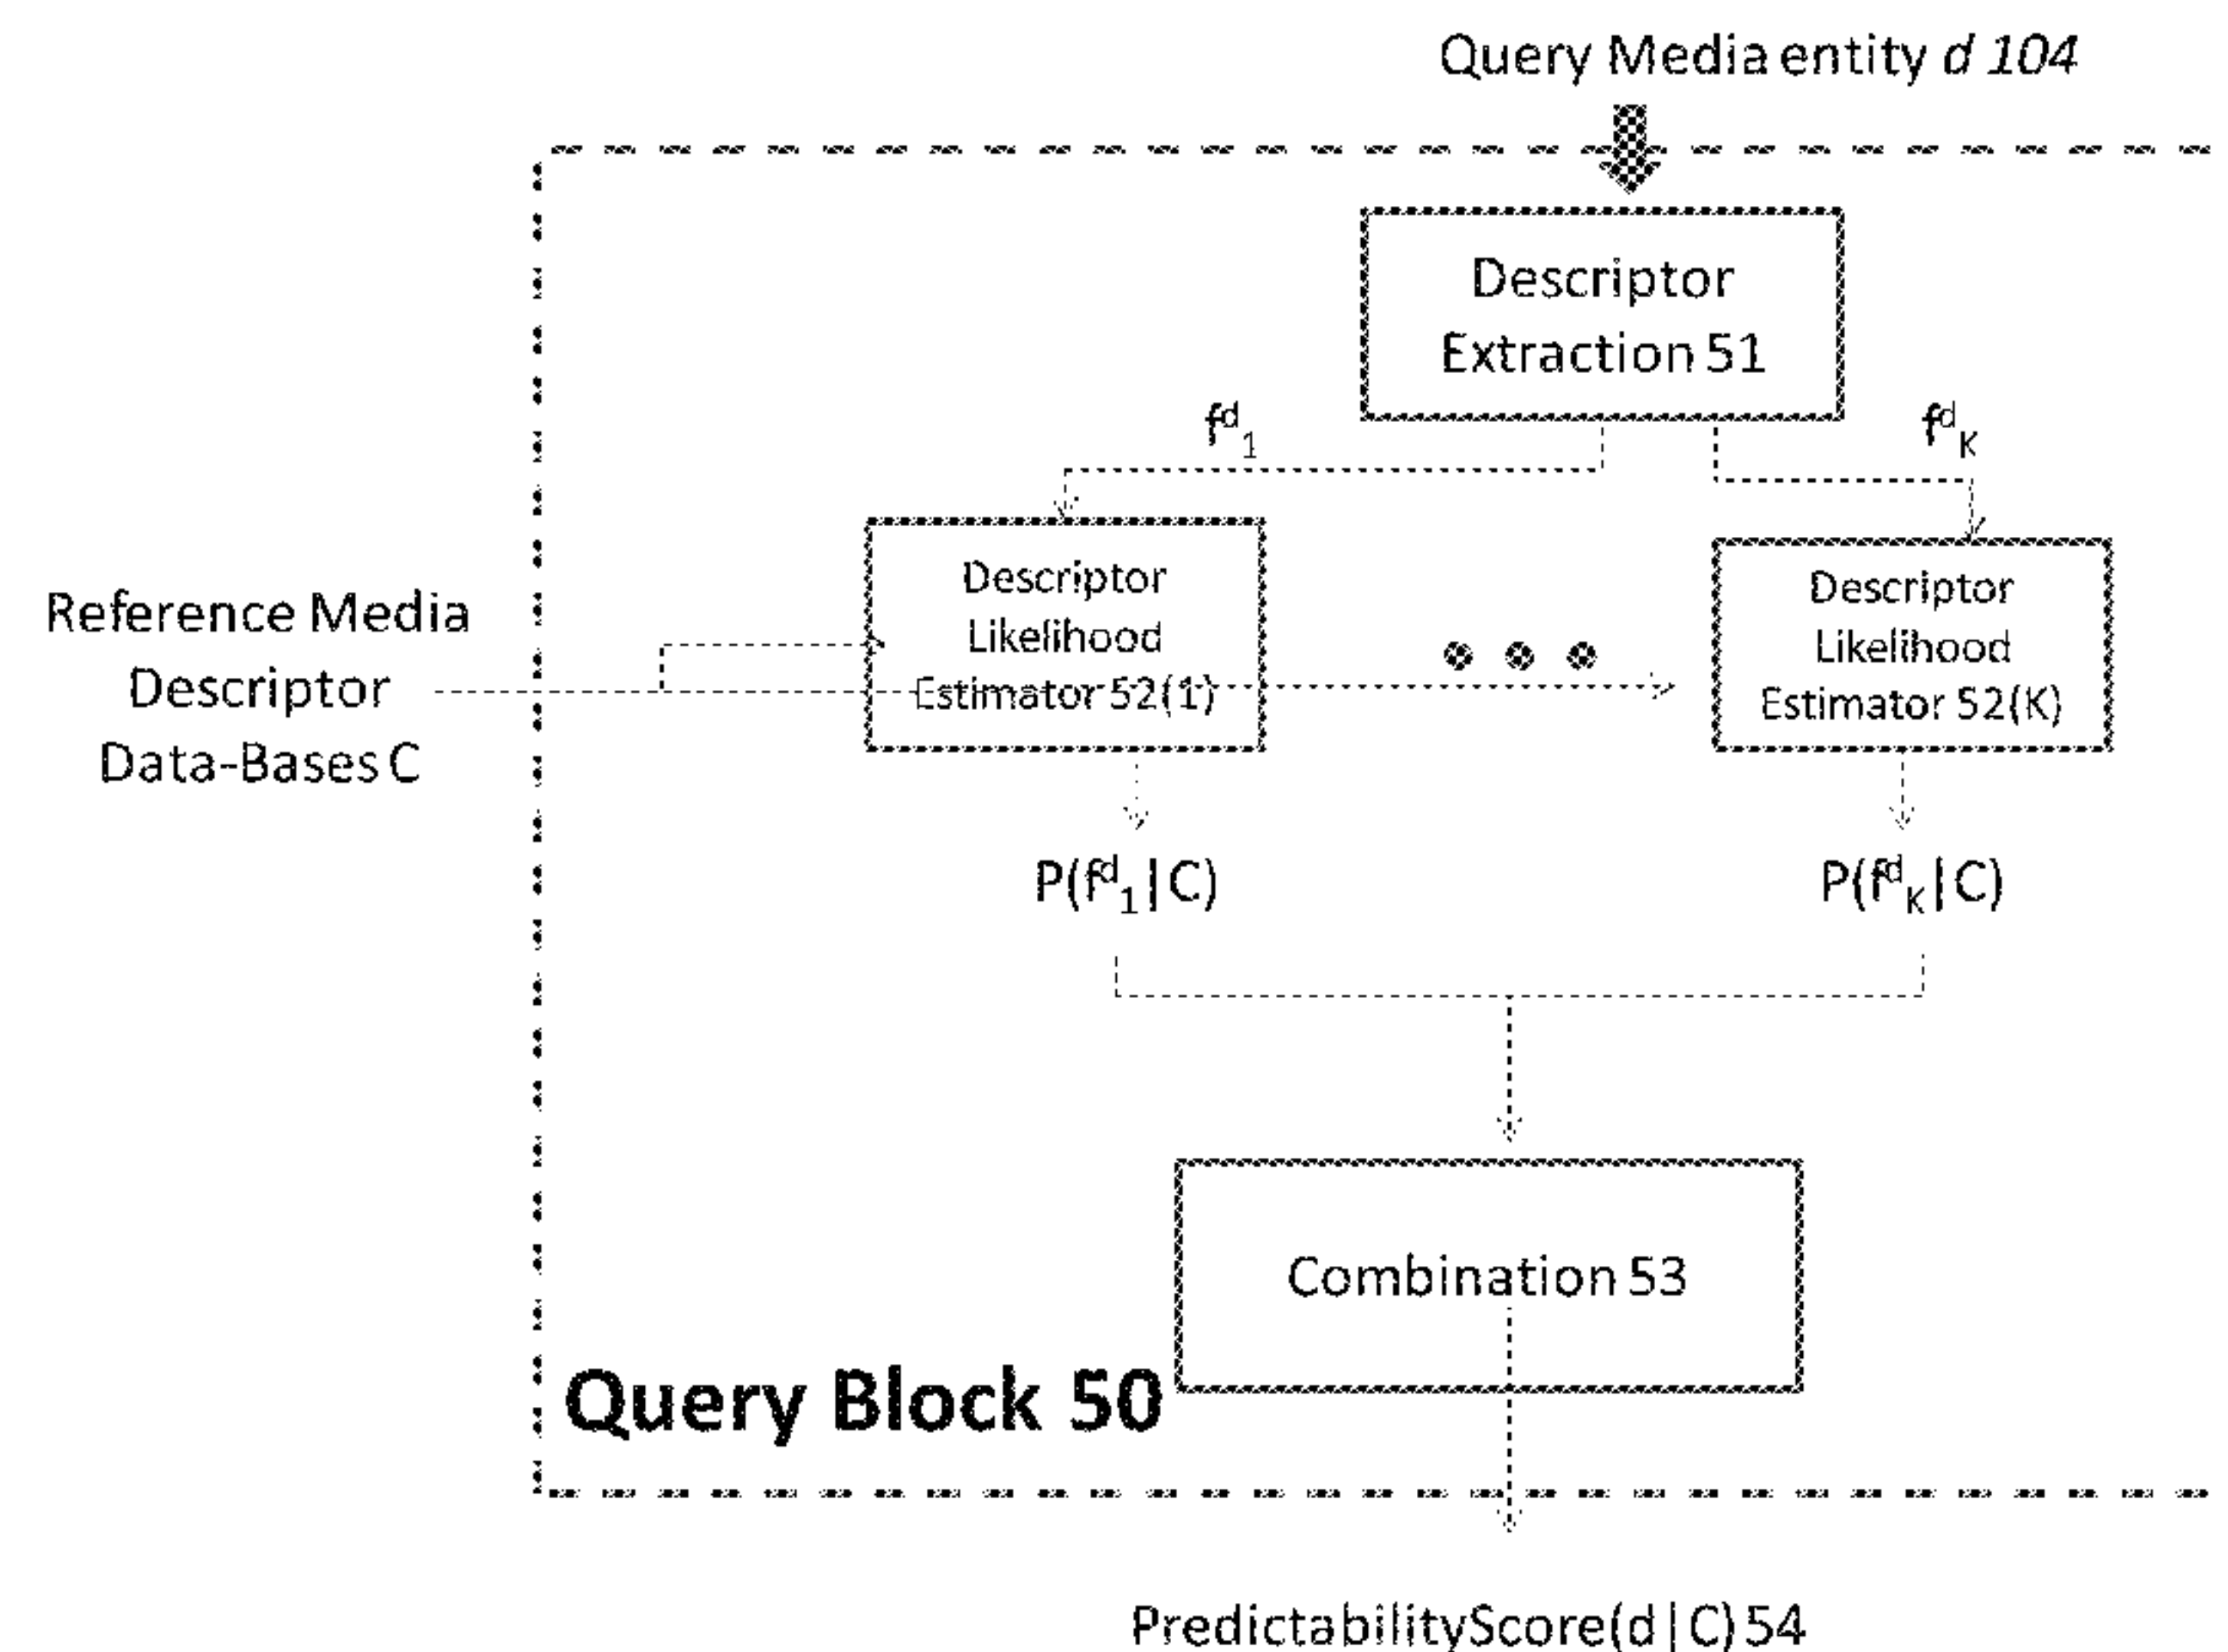 Query Media entity d 104
Descriptor
Extraction 51
fd1
fdK
Descriptor
Likelihood
Estimator 52(1)
Descriptor
Likelihood
Estimator 52(K)
Reference Media
Descriptor
Data-Bases C
P(fd1|C)
P(fdK|C)
Combination 53
Query Block 50
PredictabilityScore(d|C) 54